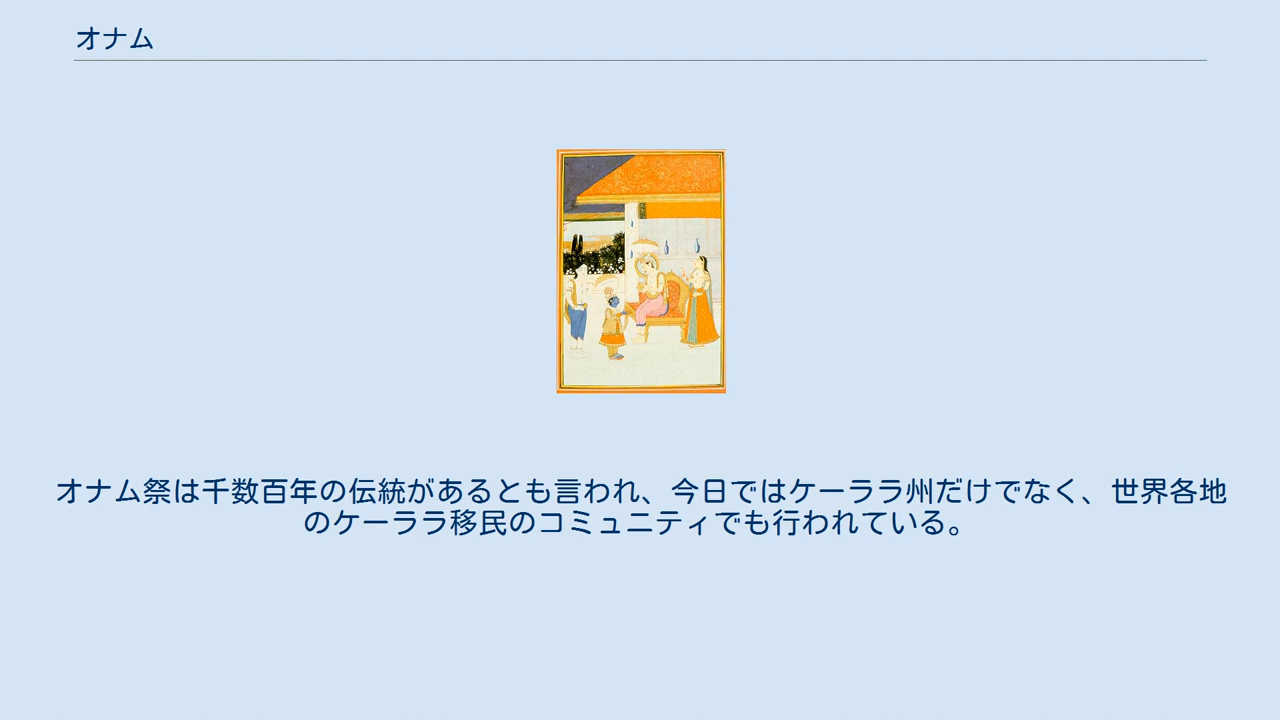 オナム
オナム祭は千数百年の伝統があるとも言われ、今日ではケーララ州だけでなく、世界各地
のケーララ移民のコミュニティでも行われている。